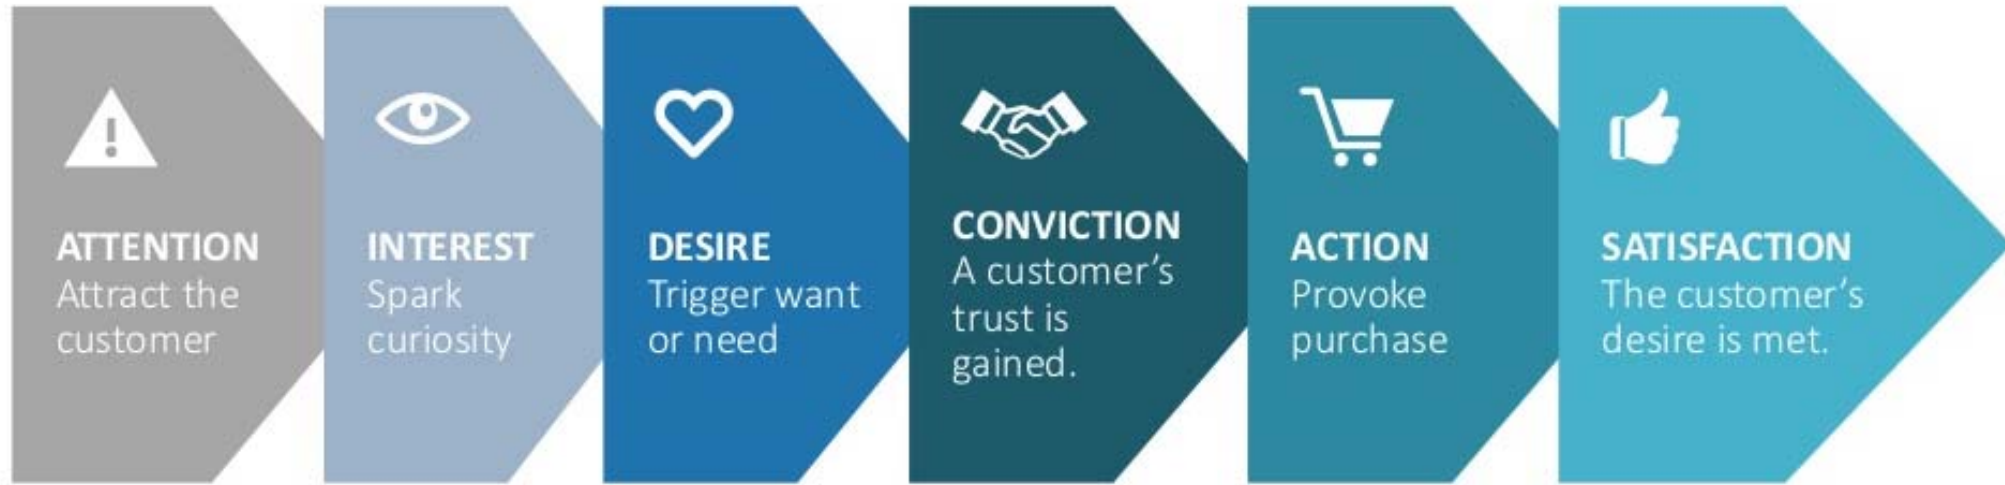 ATTENTION
Attract the
customer
INTEREST
Spark
curiosity
DESIRE
Trigger want
or need
CONVICTION
A customer’s
trust is
gained.
ACTION
Provoke
purchase
SATISFACTION
The customer’s
desire is met.